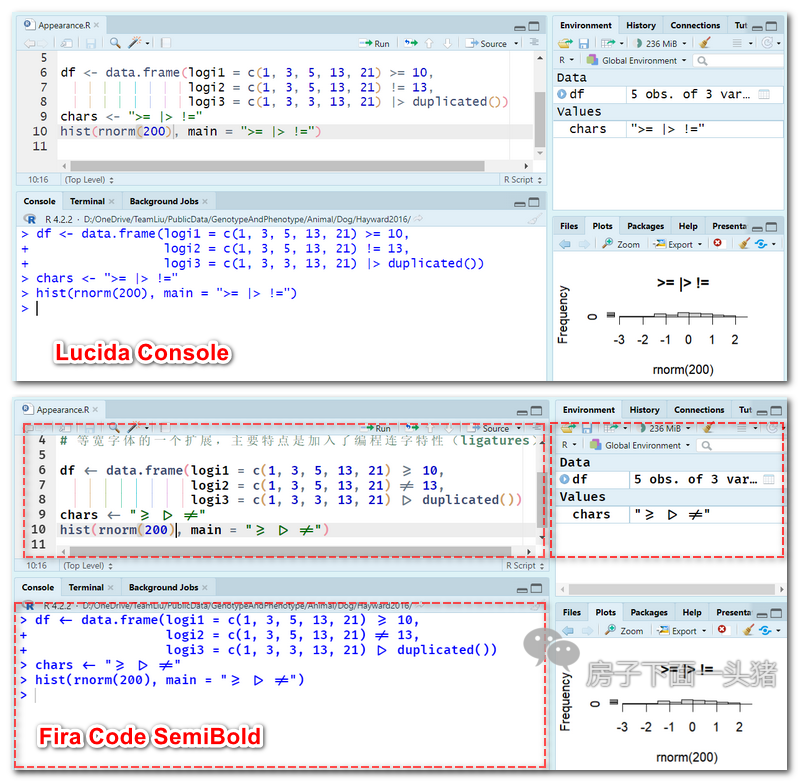 Appearance.R
Run
Source
5
6 df <- data.frame(logi1 = c(1, 3, 5, 13, 21) >= 10,
7 logi2 = c(1, 3, 5, 13, 21) != 13,
8 logi3 = c(1, 3, 3, 13, 21) |> duplicated())
9 chars <- ">= |> !="
10 hist(rnorm(200), main = ">= |> !=")
11
10:16 (Top Level) R Script
Console Terminal Background Jobs
R 4.2.2 · D:/OneDrive/TeamLiu/PublicData/GenotypeAndPhenotype/Animal/Dog/Hayward2016/
> df <- data.frame(logi1 = c(1, 3, 5, 13, 21) >= 10,
+ logi2 = c(1, 3, 5, 13, 21) != 13,
+ logi3 = c(1, 3, 3, 13, 21) |> duplicated())
> chars <- ">= |> !="
> hist(rnorm(200), main = ">= |> !=")
>
Lucida Console
Environment History Connections Tut
236 MiB
R Global Environment
Data
df 5 obs. of 3 var…
Values
chars ">= |> !="
Files Plots Packages Help Presenta
Zoom Export
>= |> !=
Frequency
0
-3 -2 -1 0 1 2
rnorm(200)
Appearance.R
Run
Source
4 # 等宽字体的一个扩展，主要特点是加入了编程连字特性（ligatures）
5
6 df ← data.frame(logi1 = c(1, 3, 5, 13, 21) ⩾ 10,
7 logi2 = c(1, 3, 5, 13, 21) ≠ 13,
8 logi3 = c(1, 3, 3, 13, 21) ▷ duplicated())
9 chars ← "⩾ ▷ ≠"
10 hist(rnorm(200), main = "⩾ ▷ ≠")
11
10:16 (Top Level) R Script
Console Terminal Background Jobs
R 4.2.2 · D:/OneDrive/TeamLiu/PublicData/GenotypeAndPhenotype/Animal/Dog/Hayward2016/
> df ← data.frame(logi1 = c(1, 3, 5, 13, 21) ⩾ 10,
+ logi2 = c(1, 3, 5, 13, 21) ≠ 13,
+ logi3 = c(1, 3, 3, 13, 21) ▷ duplicated())
> chars ← "⩾ ▷ ≠"
> hist(rnorm(200), main = "⩾ ▷ ≠")
>
Fira Code SemiBold
Environment History Connections Tut
236 MiB
R Global Environment
Data
df 5 obs. of 3 var…
Values
chars "⩾ ▷ ≠"
Files Plots Packages Help Presenta
Zoom Export
>= |> !=
房子下面一头猪
Frequency
0
-3 -2 -1 0 1 2
rnorm(200)